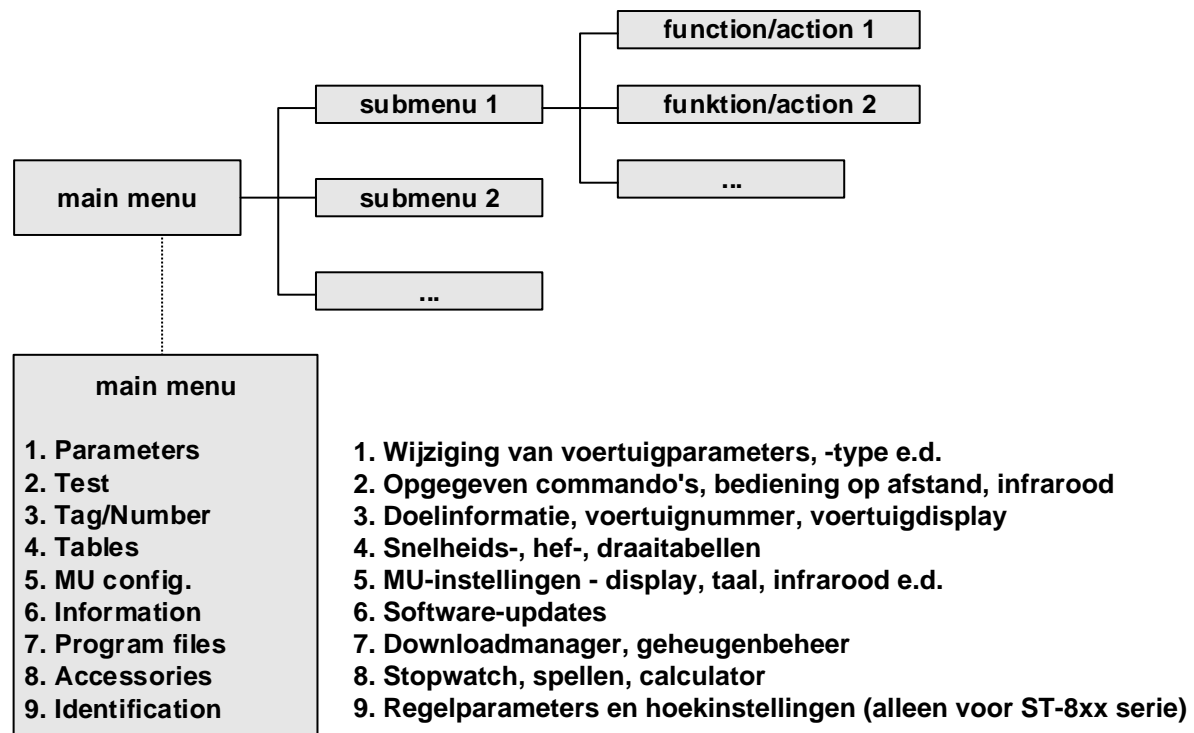 function/action 1
submenu 1
funktion/action 2
main menu
submenu 2
...
...
main menu
1. Parameters
2. Test
3. Tag/Number
4. Tables
5. MU config.
6. Information
7. Program files
8. Accessories
9. Identification
1. Wijziging van voertuigparameters, -type e.d.
2. Opgegeven commando's, bediening op afstand, infrarood
3. Doelinformatie, voertuignummer, voertuigdisplay
4. Snelheids-, hef-, draaitabellen
5. MU-instellingen - display, taal, infrarood e.d.
6. Software-updates
7. Downloadmanager, geheugenbeheer
8. Stopwatch, spellen, calculator
9. Regelparameters en hoekinstellingen (alleen voor ST-8xx serie)